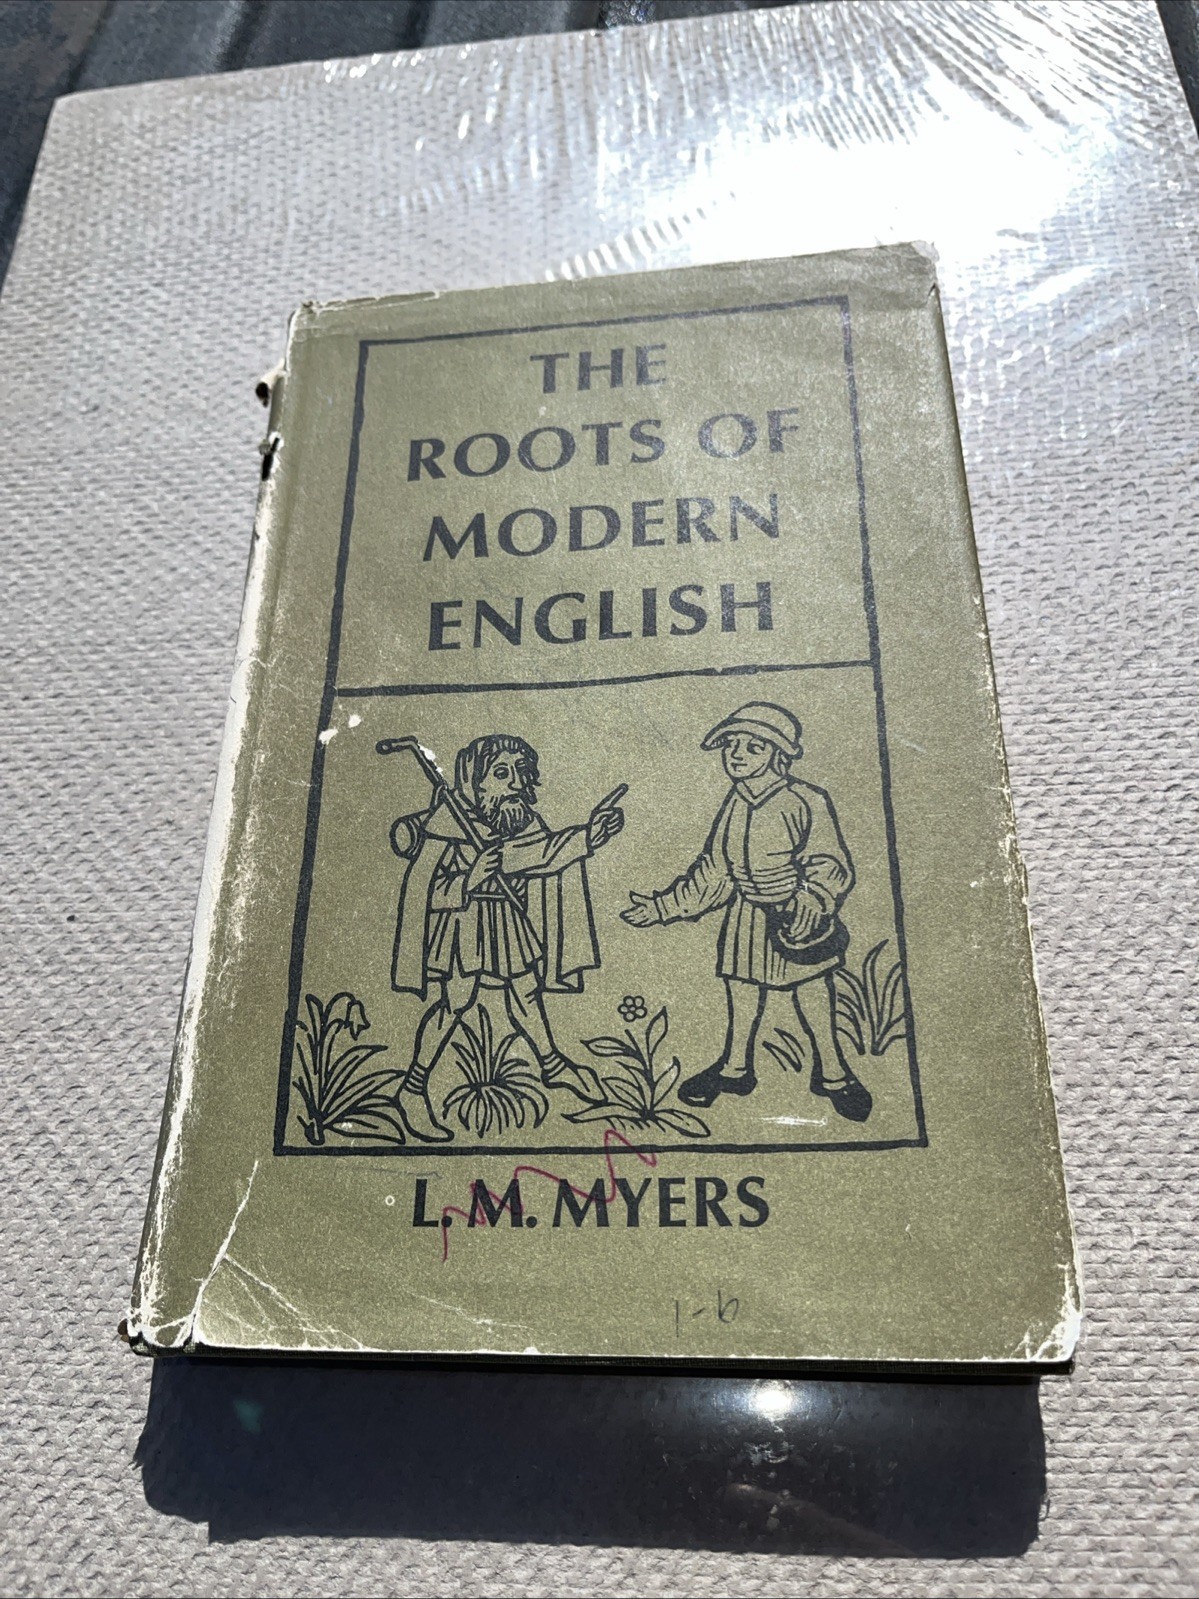 THE
ROOTS OF
MODERN
ENGLISH
L. M. MYERS
1-6